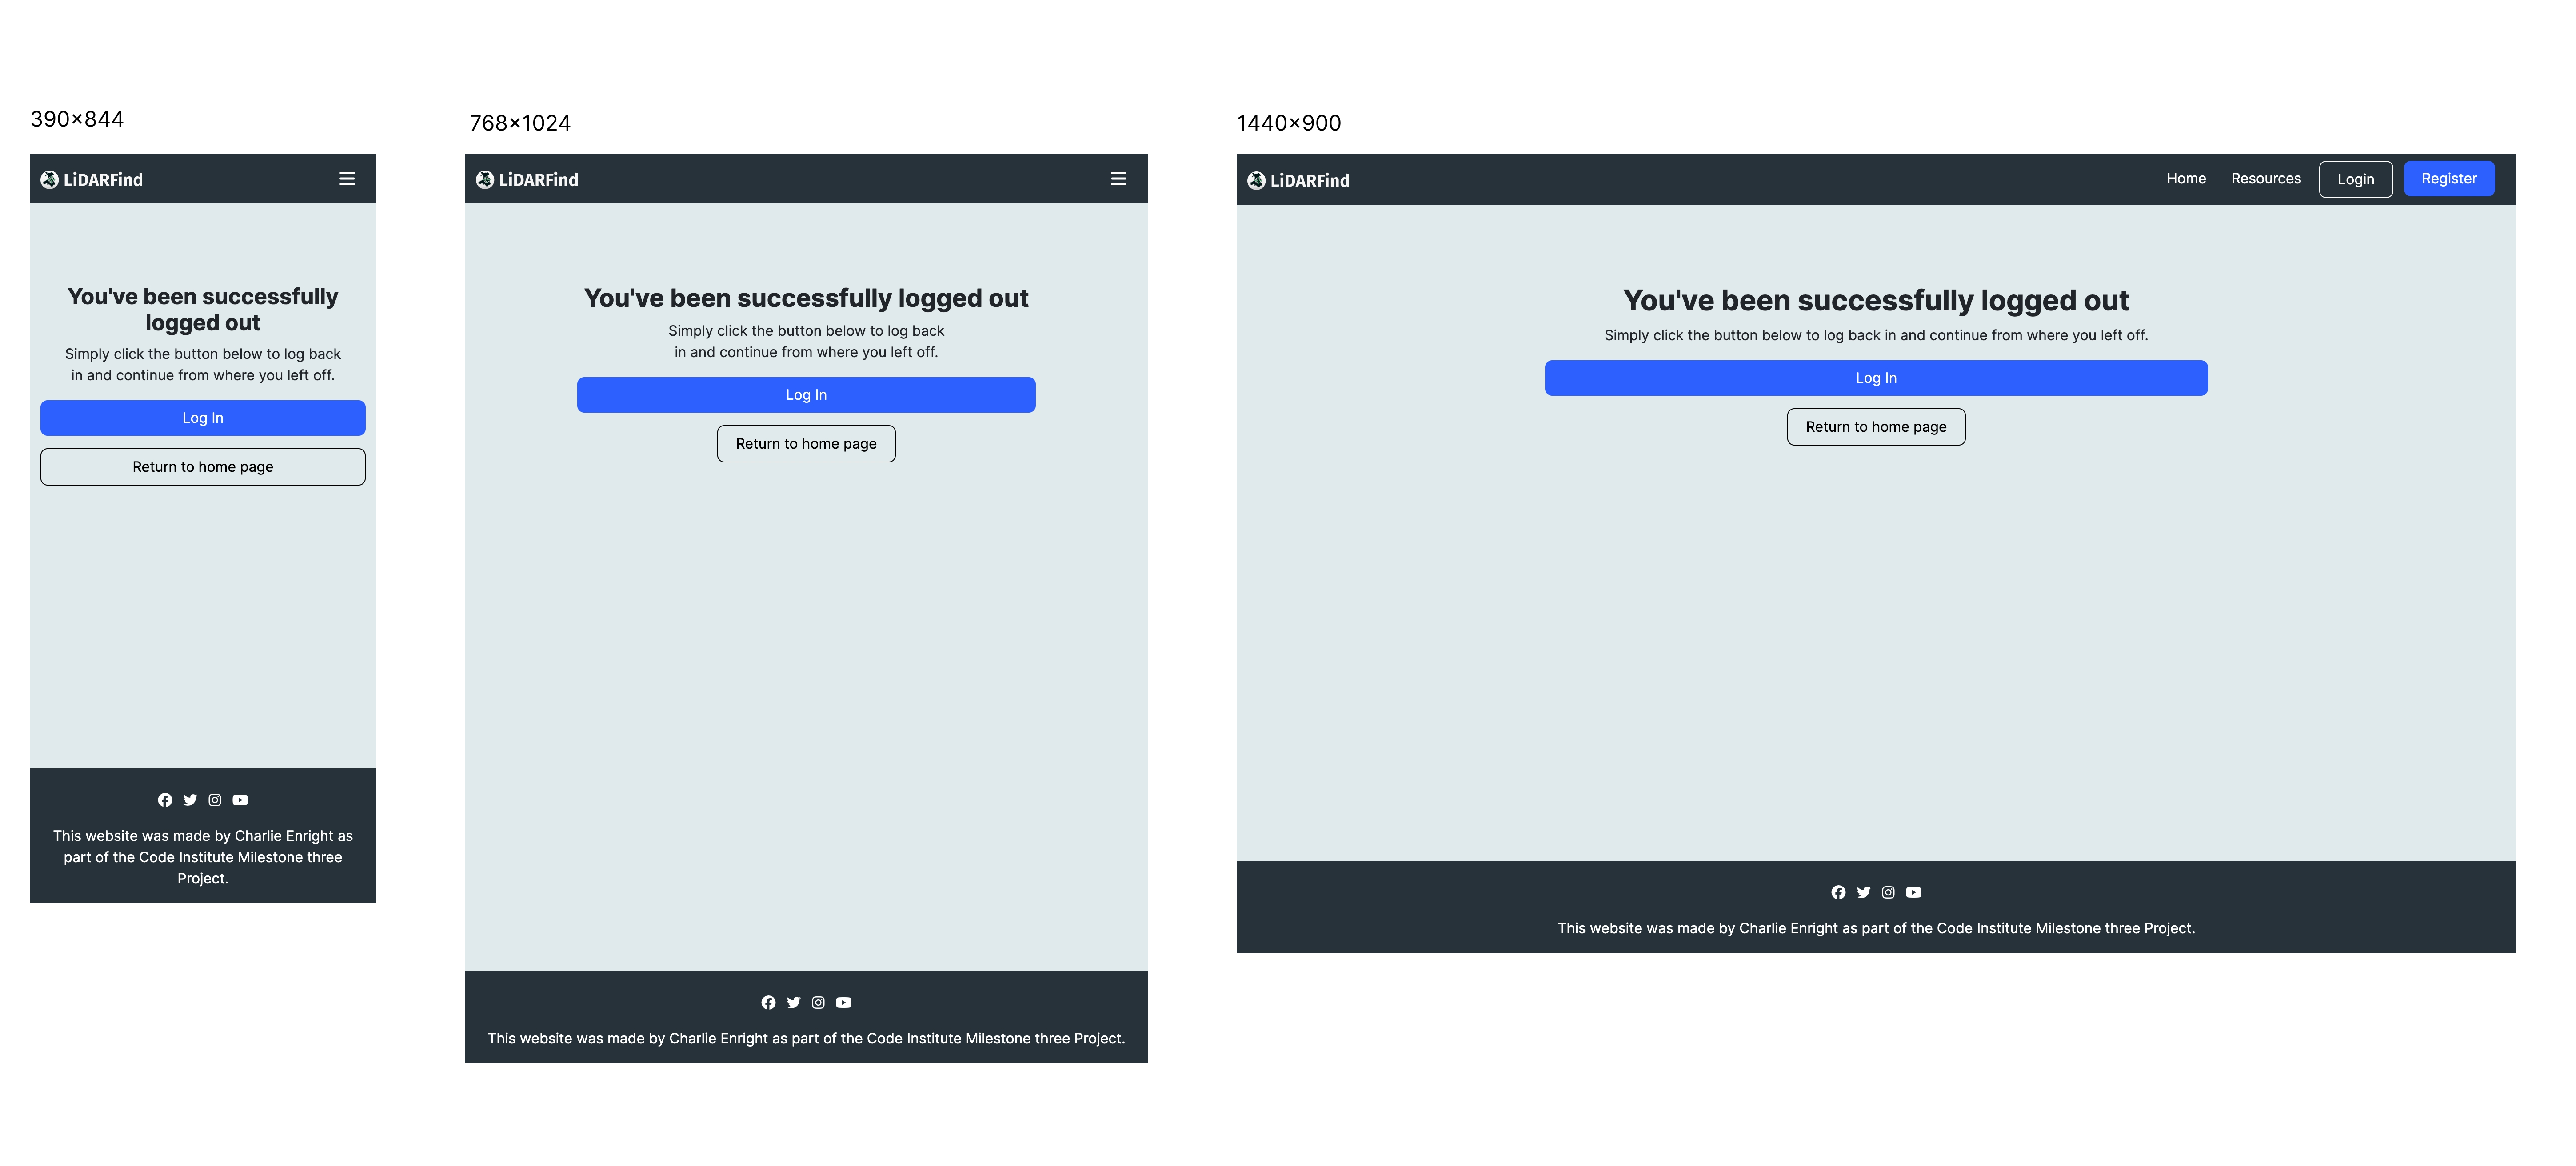 390×844
LiDARFind
You've been successfully
logged out
Simply click the button below to log back
in and continue from where you left off.
Log In
Return to home page
This website was made by Charlie Enright as
part of the Code Institute Milestone three
Project.
768×1024
LiDARFind
You've been successfully logged out
Simply click the button below to log back
in and continue from where you left off.
Log In
Return to home page
This website was made by Charlie Enright as part of the Code Institute Milestone three Project.
1440×900
LiDARFind
Home Resources Login Register
You've been successfully logged out
Simply click the button below to log back in and continue from where you left off.
Log In
Return to home page
This website was made by Charlie Enright as part of the Code Institute Milestone three Project.